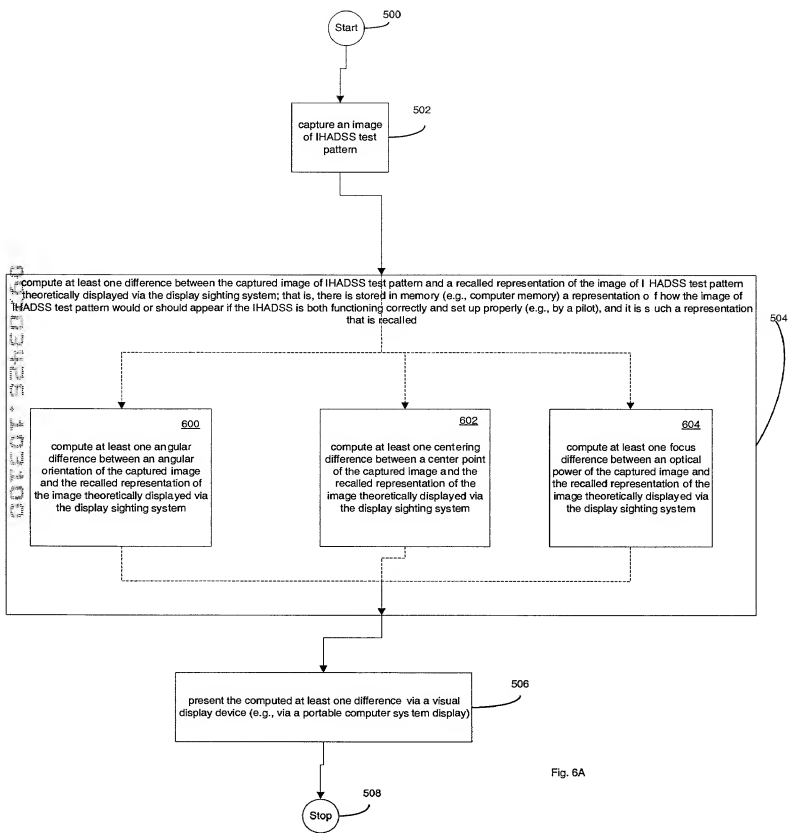 500
Start
502
capture an image
of IHADSS test
pattern
compute at least one difference between the captured image of IHADSS test pattern and a recalled representation of the image of I HADSS test pattern
theoretically displayed via the display sighting system; that is, there is stored in memory (e.g., computer memory) a representation o f how the image of
IHADSS test pattern would or should appear if the IHADSS is both functioning correctly and set up properly (e.g., by a pilot), and it is s uch a representation
that is recalled
504
600
compute at least one angular
difference between an angular
orientation of the captured image
and the recalled representation of
the image theoretically displayed via
the display sighting system
602
compute at least one centering
difference between a center point
of the captured image and the
recalled representation of the
image theoretically displayed via
the display sighting system
604
compute at least one focus
difference between an optical
power of the captured image and
the recalled representation of the
image theoretically displayed via
the display sighting system
506
present the computed at least one difference via a visual
display device (e.g., via a portable computer sys tem display)
Fig. 6A
508
Stop